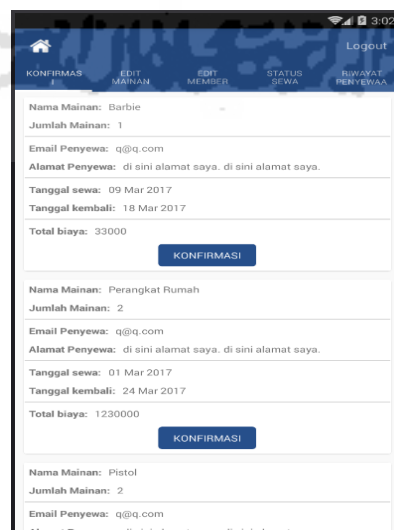 3:02
Logout
KONFIRMAS
I
EDIT
MAINAN
EDIT
MEMBER
STATUS
SEWA
RIWAYAT
PENYEWAA
Nama Mainan: Barbie
Jumlah Mainan: 1
Email Penyewa: q@q.com
Alamat Penyewa: di sini alamat saya. di sini alamat saya.
Tanggal sewa: 09 Mar 2017
Tanggal kembali: 18 Mar 2017
Total biaya: 33000
KONFIRMASI
Nama Mainan: Perangkat Rumah
Jumlah Mainan: 2
Email Penyewa: q@q.com
Alamat Penyewa: di sini alamat saya. di sini alamat saya.
Tanggal sewa: 01 Mar 2017
Tanggal kembali: 24 Mar 2017
Total biaya: 1230000
KONFIRMASI
Nama Mainan: Pistol
Jumlah Mainan: 2
Email Penyewa: q@q.com